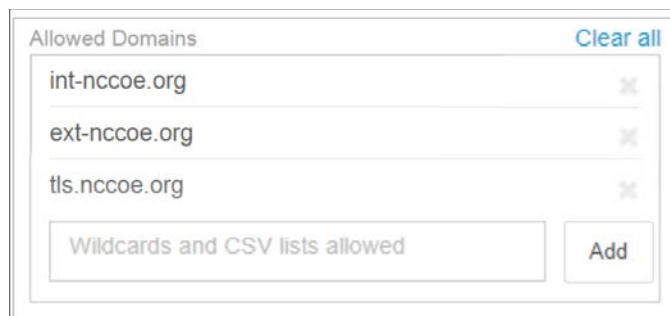 Allowed Domains Clear all
int-nccoe.org
ext-nccoe.org
tls.nccoe.org
Wildcards and CSV lists allowed Add